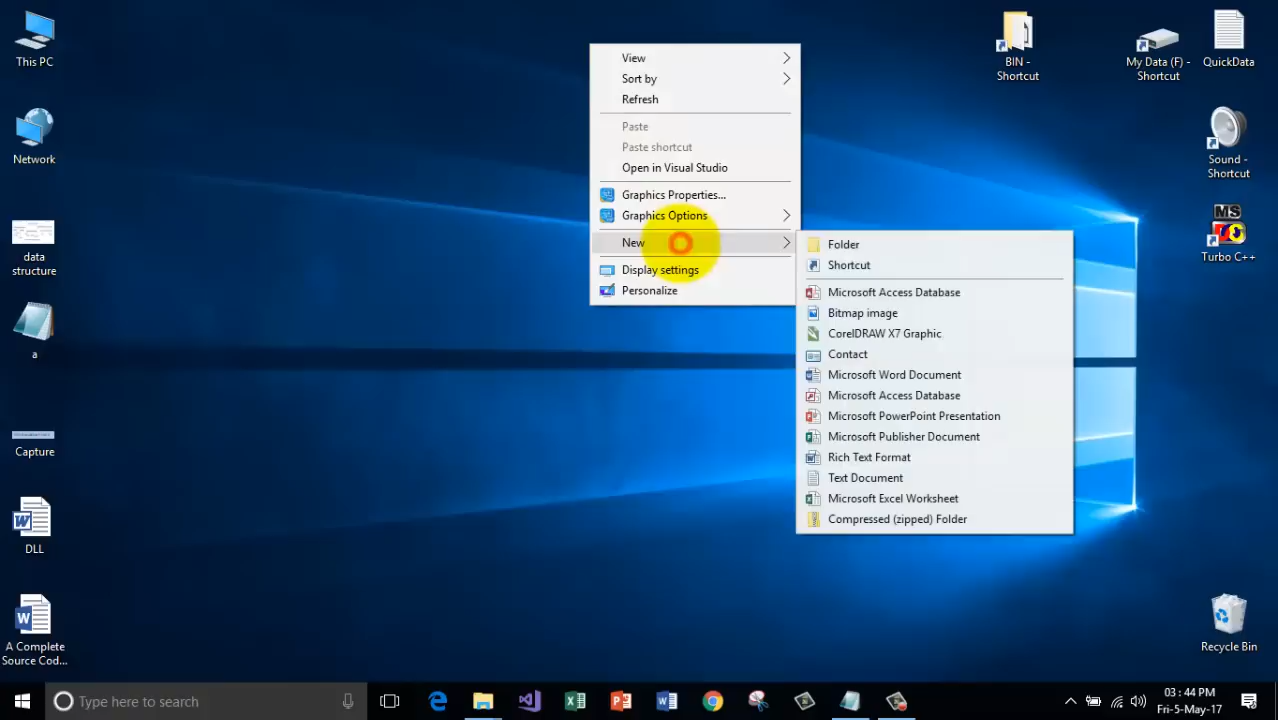 This PC
Network
data
structure
a
Capture
DLL
A Complete
Source Cod...
View
Sort by
Refresh
Paste
Paste shortcut
Open in Visual Studio
Graphics Properties...
Graphics Options
New
Display settings
Personalize
Folder
Shortcut
Microsoft Access Database
Bitmap image
CorelDRAW X7 Graphic
Contact
Microsoft Word Document
Microsoft Access Database
Microsoft PowerPoint Presentation
Microsoft Publisher Document
Rich Text Format
Text Document
Microsoft Excel Worksheet
Compressed (zipped) Folder
BIN -
Shortcut
My Data (F) -
Shortcut
QuickData
Sound -
Shortcut
MS
Turbo C++
Recycle Bin
Type here to search
03 : 44 PM
Fri-5-May-17